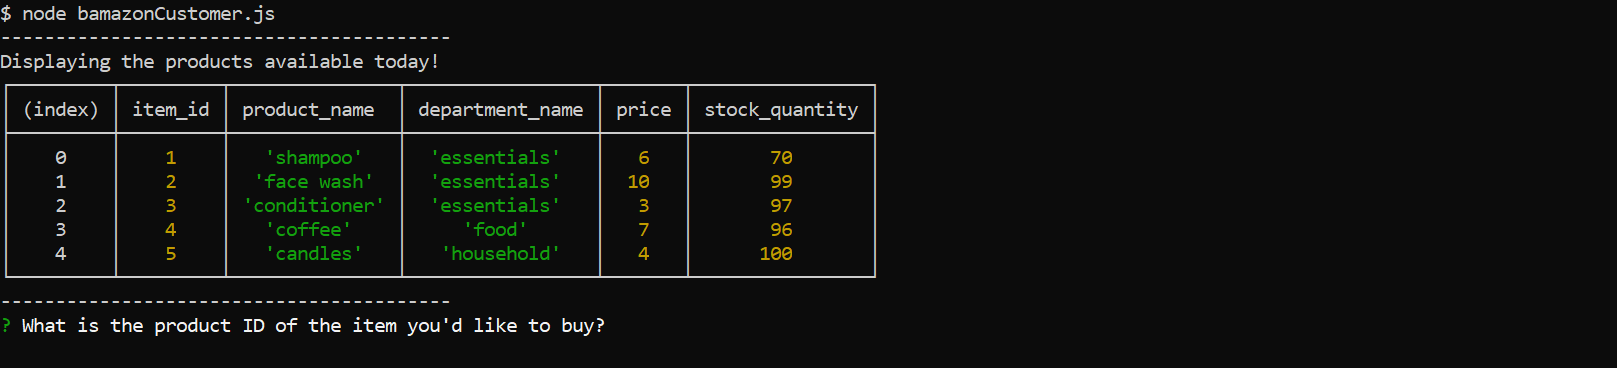 $ node bamazonCustomer.js
-----------------------------------------
Displaying the products available today!
(index) item_id product_name department_name price stock_quantity
0 1 'shampoo' 'essentials' 6 70
1 2 'face wash' 'essentials' 10 99
2 3 'conditioner' 'essentials' 3 97
3 4 'coffee' 'food' 7 96
4 5 'candles' 'household' 4 100
-----------------------------------------
? What is the product ID of the item you'd like to buy?